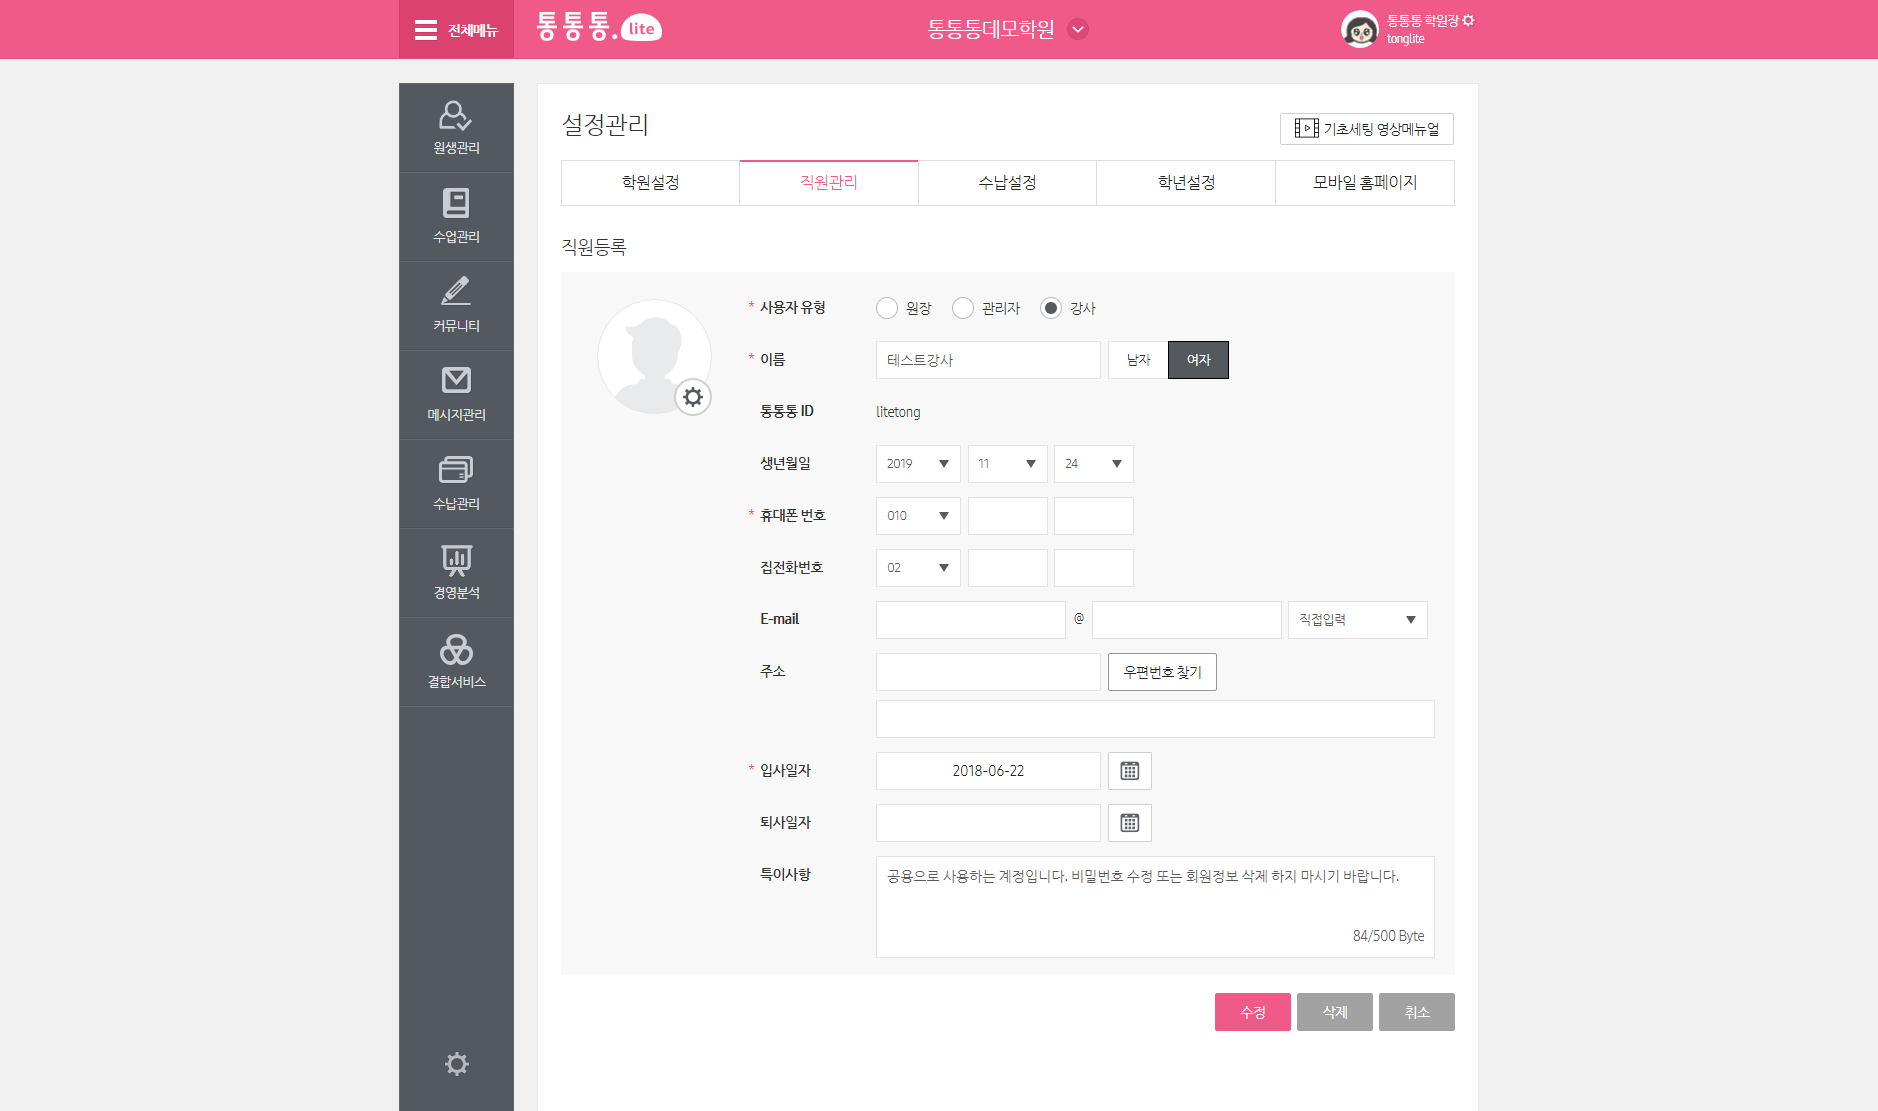 전체메뉴
통통통.lite
통통통데모학원
통통통 학원장
tonglite
원생관리
수업관리
커뮤니티
메시지관리
수납관리
경영분석
결합서비스
설정관리
기초세팅 영상메뉴얼
학원설정 직원관리 수납설정 학년설정 모바일 홈페이지
직원등록
* 사용자 유형 원장 관리자 강사
* 이름 테스트강사 남자 여자
통통통 ID litetong
생년월일 2019 11 24
* 휴대폰 번호 010
집전화번호 02
E-mail @ 직접입력
주소 우편번호 찾기
* 입사일자 2018-06-22
퇴사일자
특이사항 공용으로 사용하는 계정입니다. 비밀번호 수정 또는 회원정보 삭제 하지 마시기 바랍니다.
84/500 Byte
수정 삭제 취소